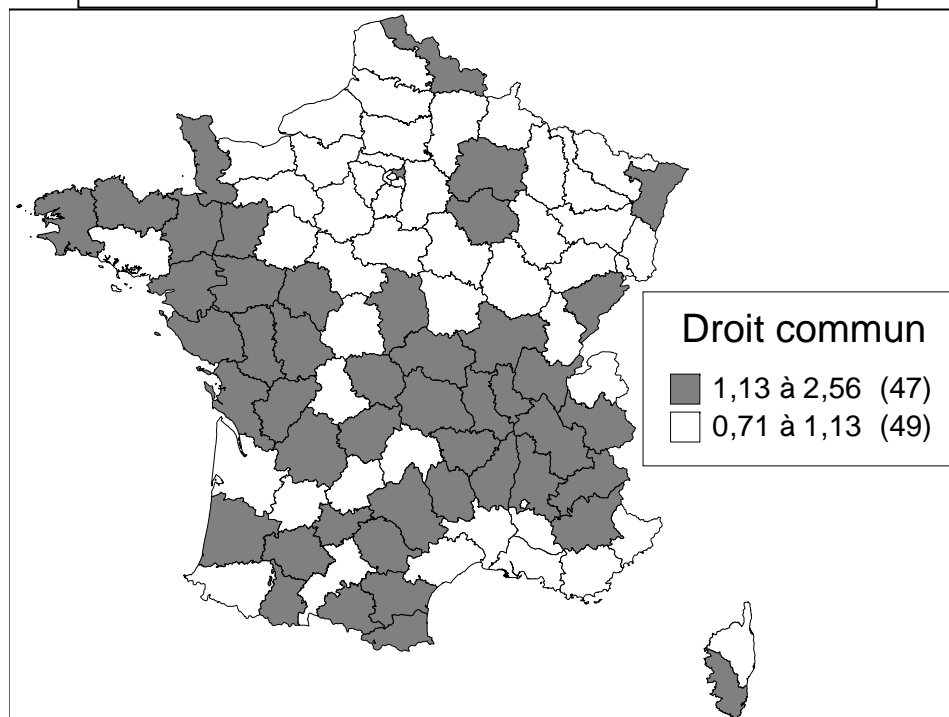 Droit commun
1,13 à 2,56 (47)
0,71 à 1,13 (49)